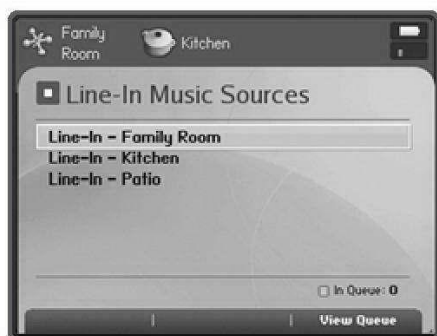 Family
Room
Kitchen
Line-In Music Sources
Line-In - Family Room
Line-In - Kitchen
Line-In - Patio
In Queue: 0
View Queue